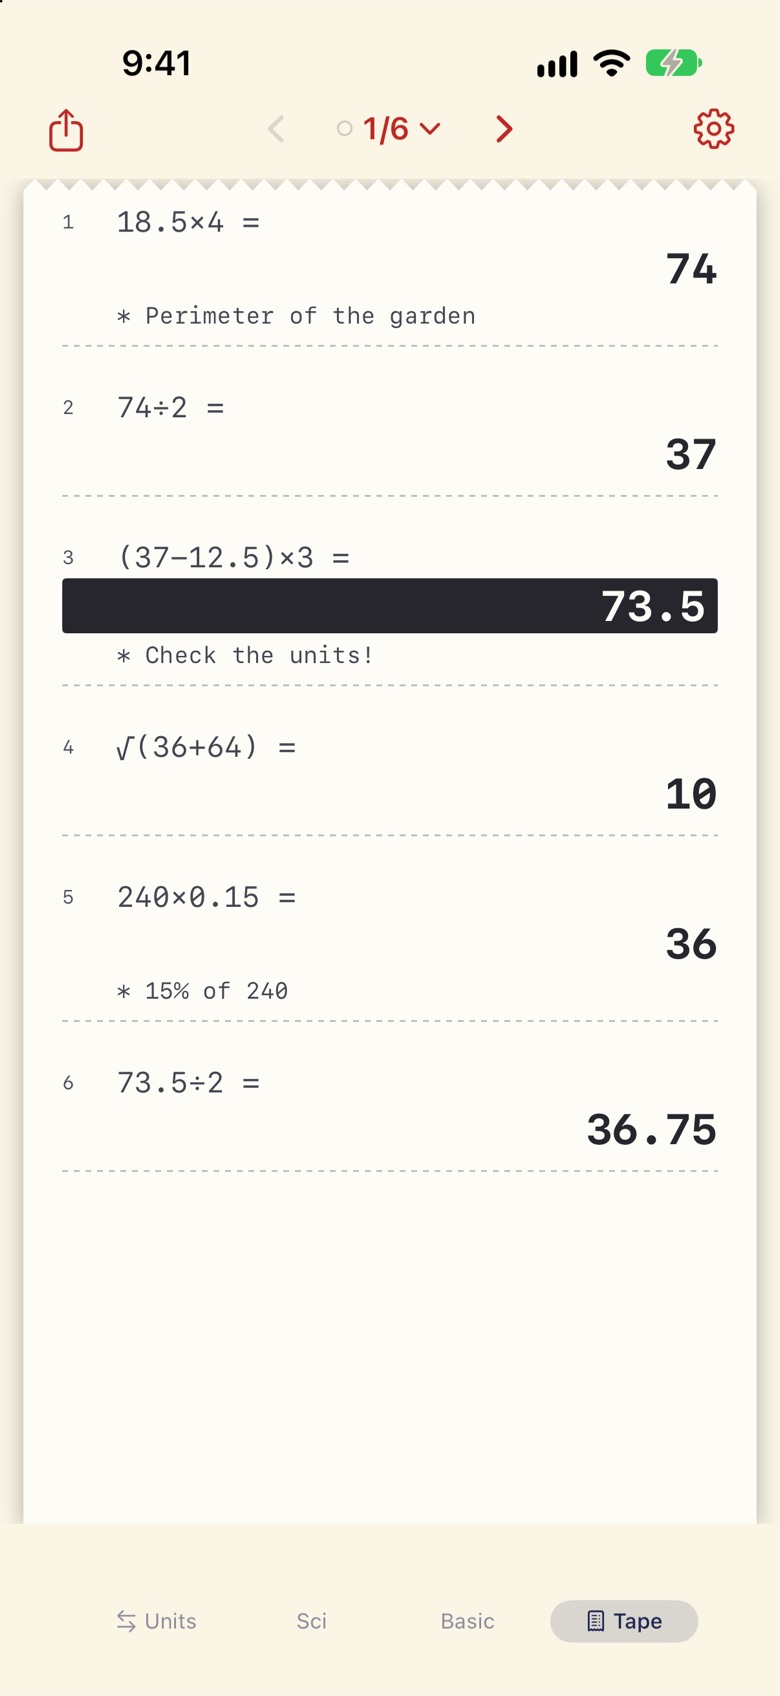 9:41
1/6
1 18.5×4 =
74
* Perimeter of the garden
2 74÷2 =
37
3 (37−12.5)×3 =
73.5
* Check the units!
4 √(36+64) =
10
5 240×0.15 =
36
* 15% of 240
6 73.5÷2 =
36.75
Units Sci Basic Tape